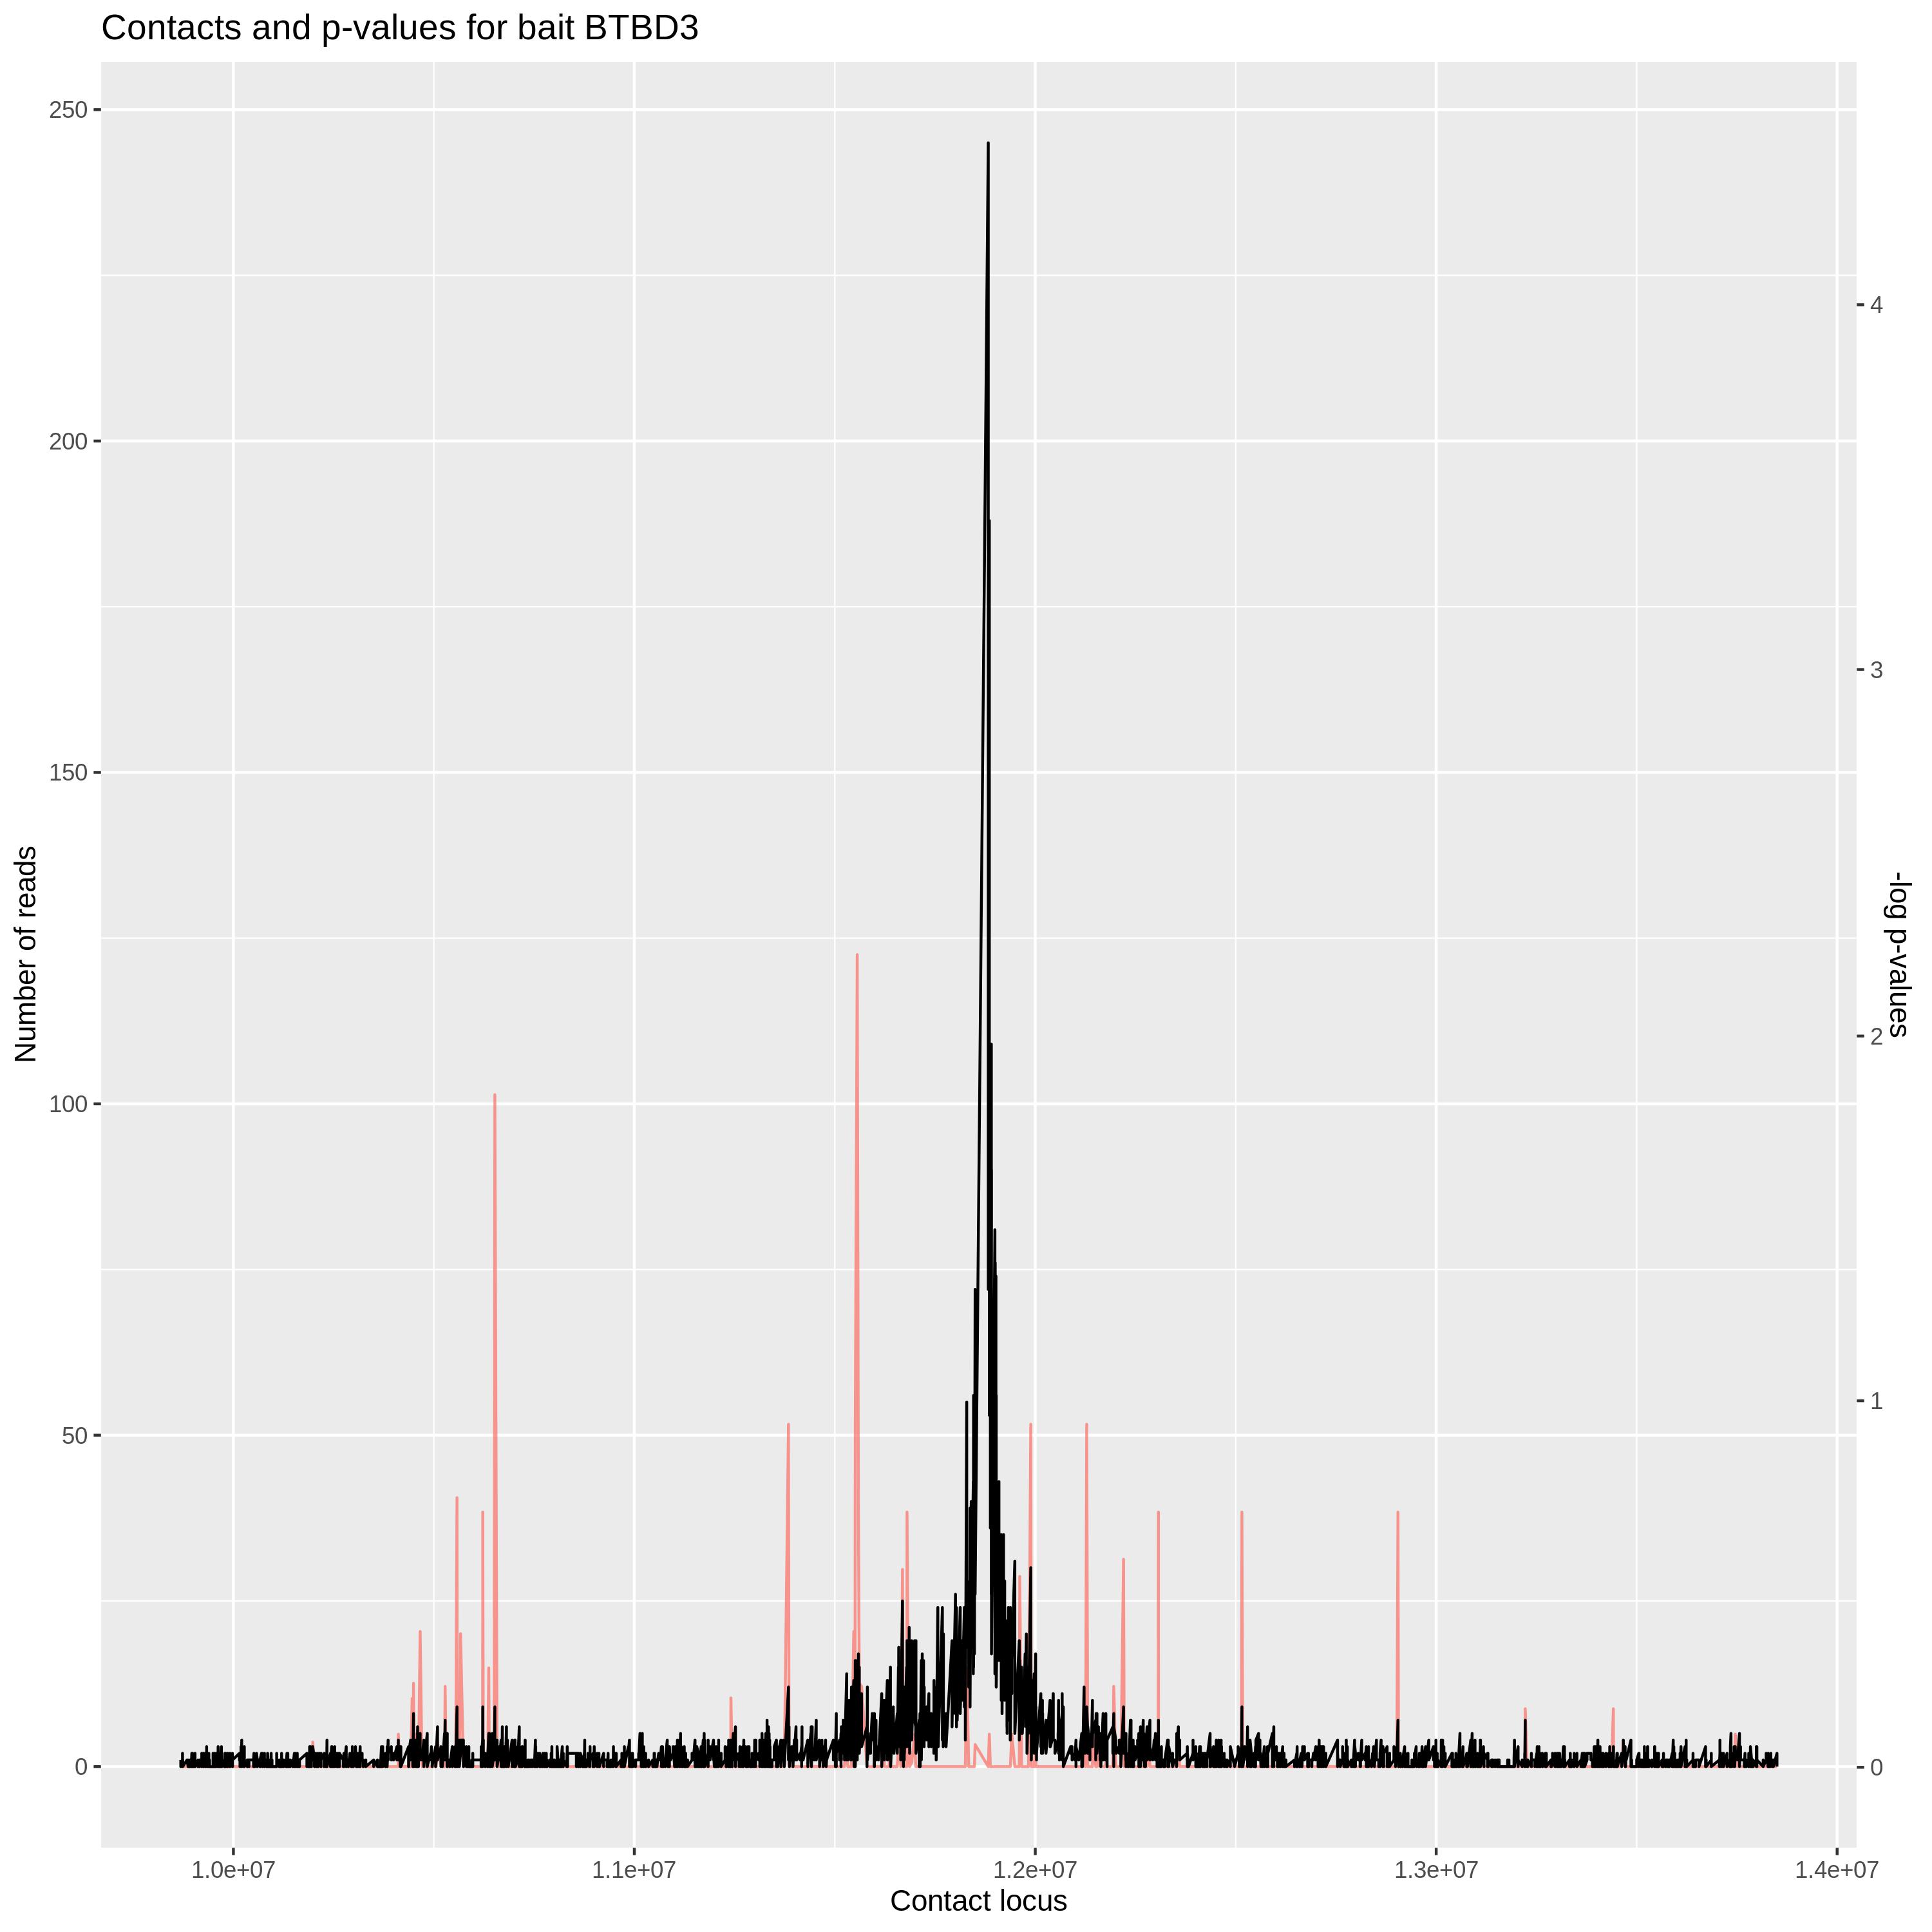 Contacts and p-values for bait BTBD3
250
200
150
100
50
0
Number of reads
4
3
2
1
0
-log p-values
1.0e+07
1.1e+07
1.2e+07
1.3e+07
1.4e+07
Contact locus